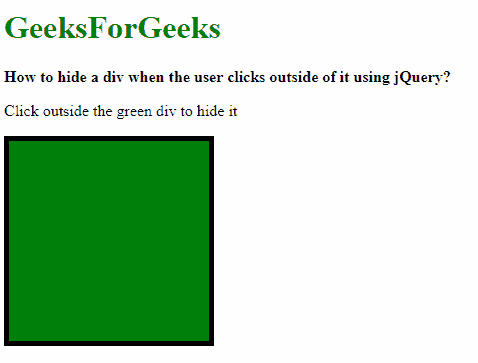 GeeksForGeeks
How to hide a div when the user clicks outside of it using jQuery?
Click outside the green div to hide it